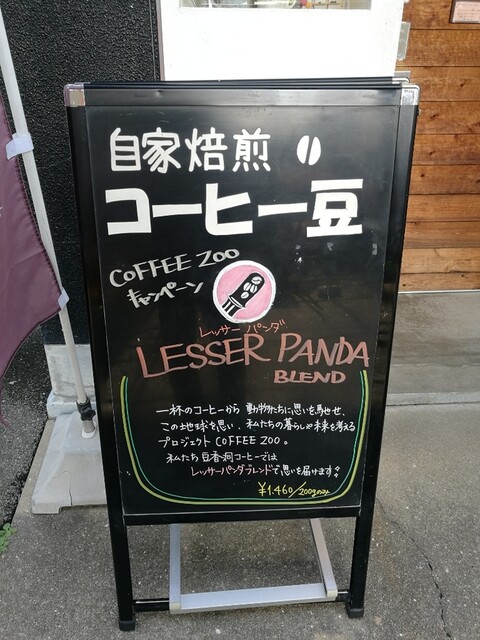 自家焙煎
コーヒー豆
COFFEE ZOO
キャンペーン
レッサーパンダ
LESSER PANDA
BLEND
一杯のコーヒーから 動物たちに思いを馳せ、
この地球を思い、私たちの暮らしや未来を考える
プロジェクト COFFEE ZOO。
私たち 豆香洞コーヒーでは
レッサーパンダブレンドで思いを届けます
¥1,460/200gのみ